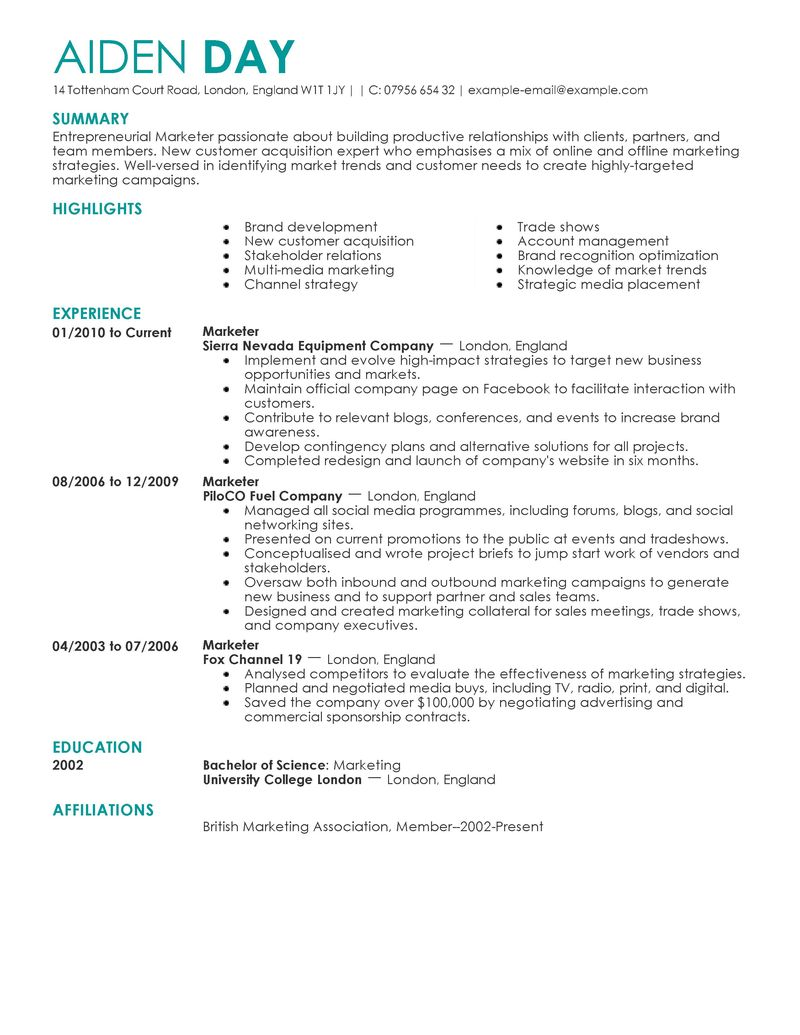 AIDEN DAY
14 Tottenham Court Road, London, England W1T 1JY | | C: 07956 654 32 | example-email@example.com
SUMMARY
Entrepreneurial Marketer passionate about building productive relationships with clients, partners, and
team members. New customer acquisition expert who emphasises a mix of online and offline marketing
strategies. Well-versed in identifying market trends and customer needs to create highly-targeted
marketing campaigns.
HIGHLIGHTS
• Brand development
• New customer acquisition
• Stakeholder relations
• Multi-media marketing
• Channel strategy
• Trade shows
• Account management
• Brand recognition optimization
• Knowledge of market trends
• Strategic media placement
EXPERIENCE
01/2010 to Current Marketer
Sierra Nevada Equipment Company — London, England
• Implement and evolve high-impact strategies to target new business
opportunities and markets.
• Maintain official company page on Facebook to facilitate interaction with
customers.
• Contribute to relevant blogs, conferences, and events to increase brand
awareness.
• Develop contingency plans and alternative solutions for all projects.
• Completed redesign and launch of company's website in six months.
08/2006 to 12/2009 Marketer
PiloCO Fuel Company — London, England
• Managed all social media programmes, including forums, blogs, and social
networking sites.
• Presented on current promotions to the public at events and tradeshows.
• Conceptualised and wrote project briefs to jump start work of vendors and
stakeholders.
• Oversaw both inbound and outbound marketing campaigns to generate
new business and to support partner and sales teams.
• Designed and created marketing collateral for sales meetings, trade shows,
and company executives.
04/2003 to 07/2006 Marketer
Fox Channel 19 — London, England
• Analysed competitors to evaluate the effectiveness of marketing strategies.
• Planned and negotiated media buys, including TV, radio, print, and digital.
• Saved the company over $100,000 by negotiating advertising and
commercial sponsorship contracts.
EDUCATION
2002 Bachelor of Science: Marketing
University College London — London, England
AFFILIATIONS
British Marketing Association, Member–2002-Present